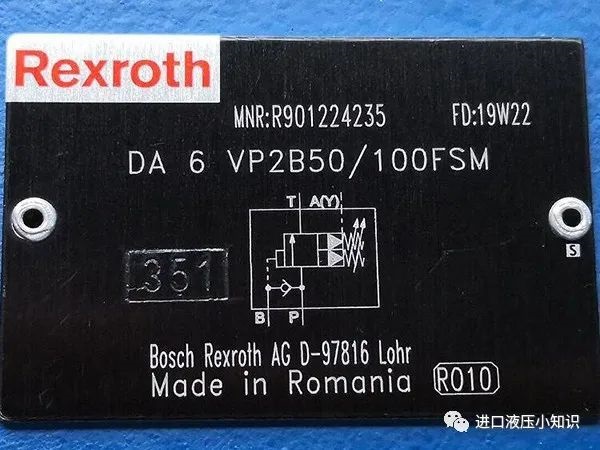 Rexroth
MNR:R901224235 FD:19W22
DA 6 VP2B50/100FSM
T A(Y)
S
351
B P
Bosch Rexroth AG D-97816 Lohr
Made in Romania R010
进口液压小知识